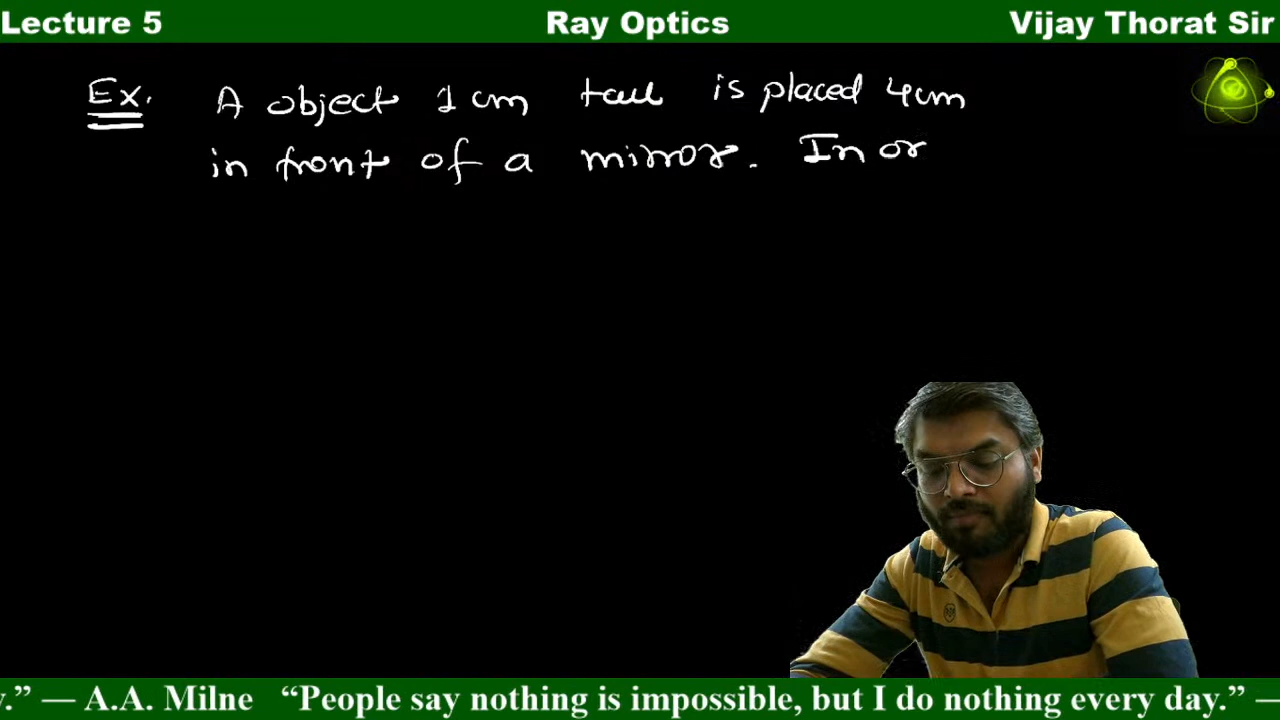 Lecture 5 Ray Optics Vijay Thorat Sir
Ex. A object 1 cm tall is placed 4cm
in front of a mirror. In or
y.” — A.A. Milne “People say nothing is impossible, but I do nothing every day.” —